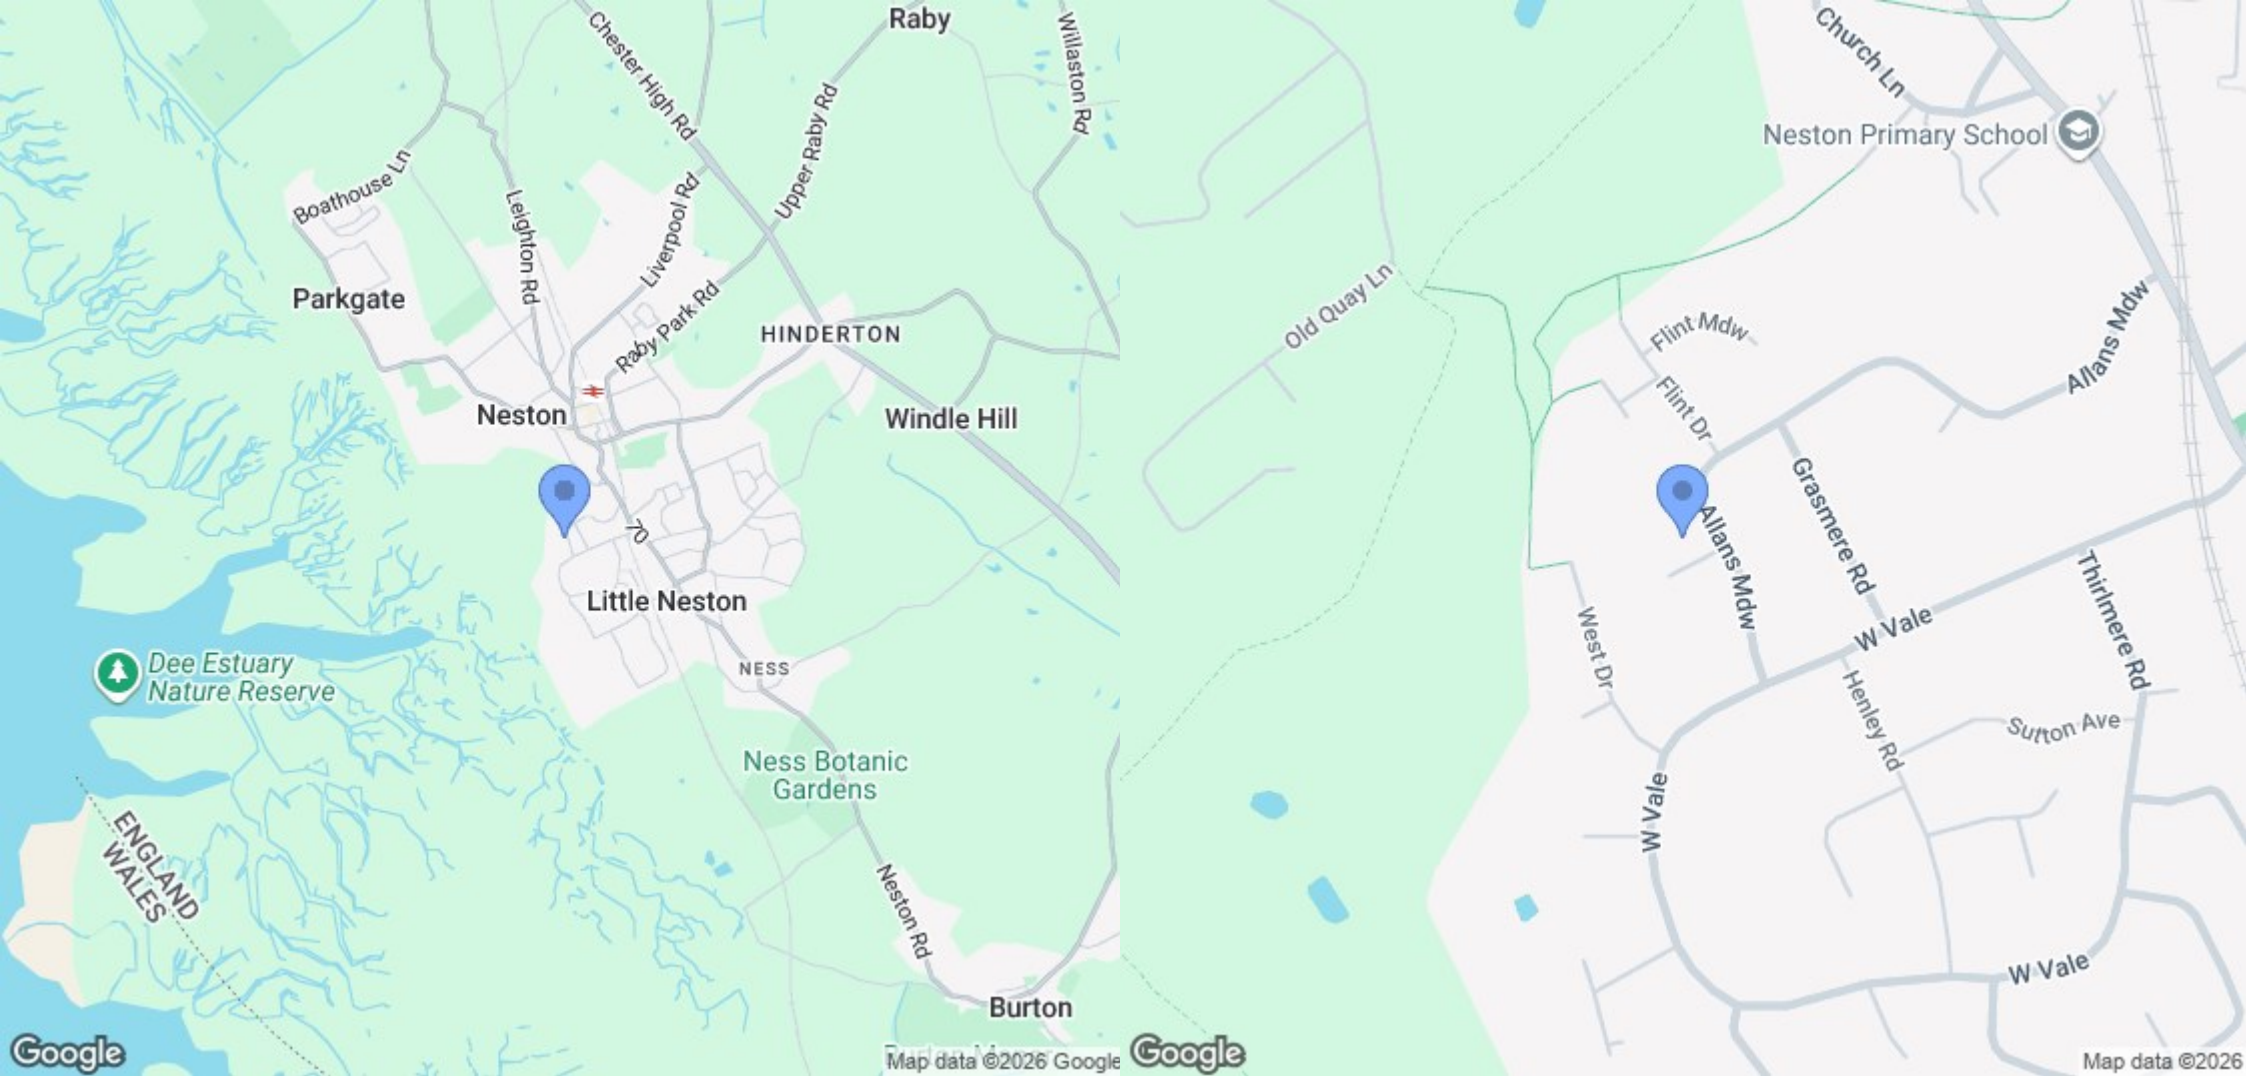 Raby
Chester High Rd
Willaston Rd
Upper Raby Rd
Boathouse Ln
Leighton Rd
Liverpool Rd
Parkgate
Raby Park Rd
HINDERTON
Neston
Windle Hill
70
Little Neston
Dee Estuary
Nature Reserve
NESS
Ness Botanic
Gardens
ENGLAND
WALES
Neston Rd
Burton
Google
Map data ©2026 Google
Church Ln
Neston Primary School
Old Quay Ln
Flint Mdw
Allans Mdw
Flint Dr
Grasmere Rd
Allans Mdw
Thirlmere Rd
West Dr
W Vale
Henley Rd
Sutton Ave
W Vale
W Vale
Google
Map data ©2026